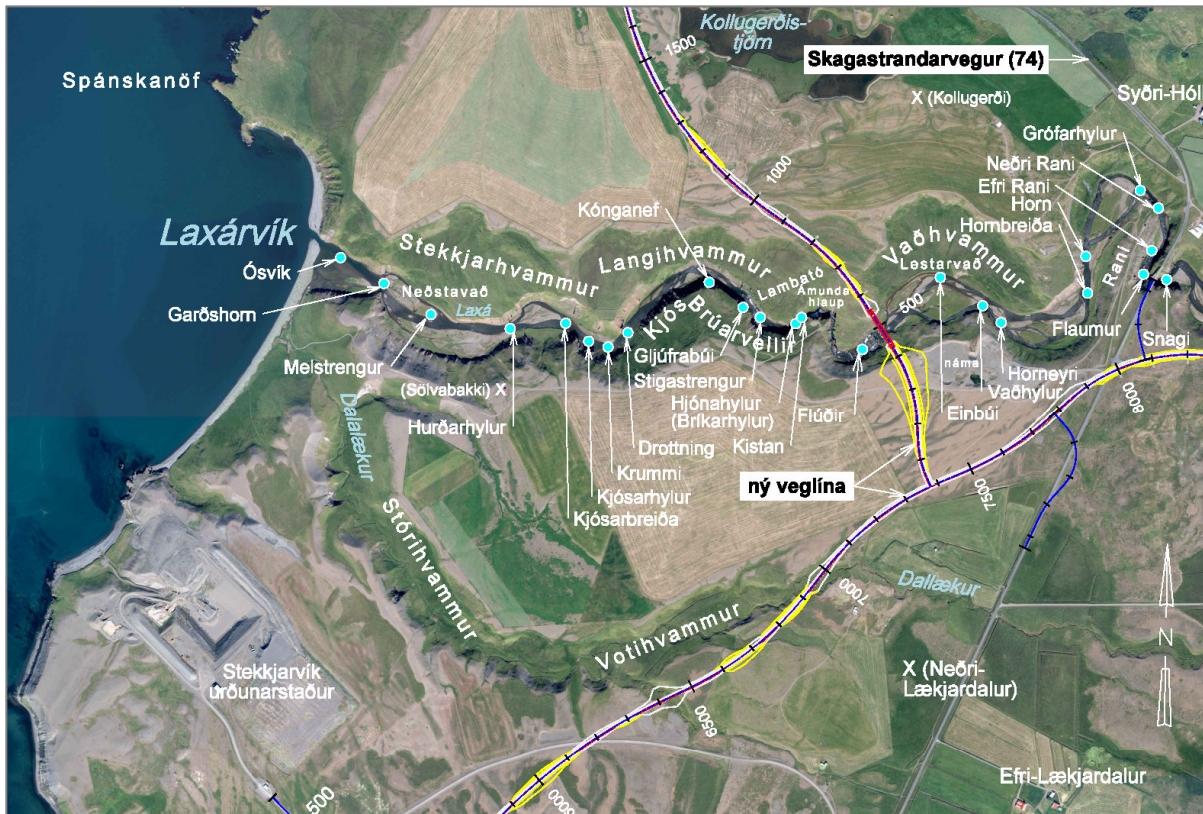 Kollugerðis-
tjörn
1500
Skagastrandarvegur (74)
Spánskanöf
X (Kollugerði)
Syðri-Hól
Grófarhylur
Neðri Rani
Efri Rani
Horn
Hornbreiða
1000
Kónganef
Laxárvík
Ósvík
Stekkjarhvammur
Langihvammur
Vaðhvammur
Lestarvað
Rani
Neðstavað
Laxá
Garðshorn
Lambató
Ámunda
hlaup
500
Kjós
Brúarvellir
Flaumur
Snagi
Melstrengur
(Sölvabakki) X
Gljúfrabúi
Stigastrengur
Hjónahylur
(Bríkarhylur)
Flúðir
Kistan
náma
Horneyri
Vaðhylur
Einbúi
8000
Hurðarhylur
Drottning
Krummi
Kjósarhylur
Kjósarbreiða
Dalalækur
ný veglína
7500
Stórihvammur
Dallækur
7000
Votihvammur
N
Stekkjarvík
urðunarstaður
X (Neðri-
Lækjardalur)
6500
Efri-Lækjardalur
500
6000